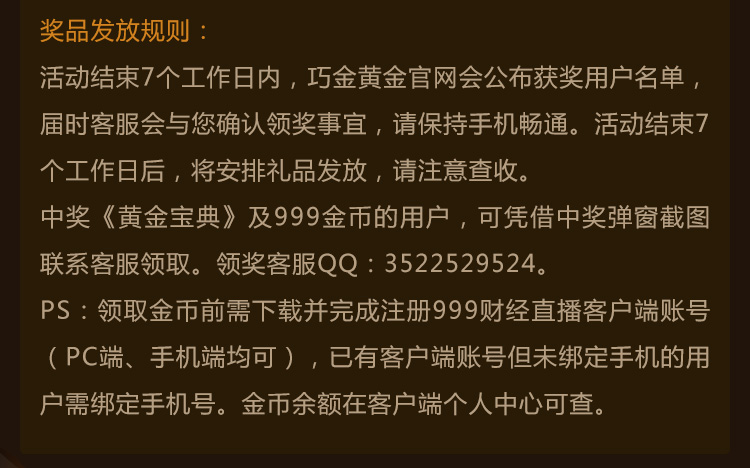 奖品发放规则：
活动结束7个工作日内，巧金黄金官网会公布获奖用户名单，
届时客服会与您确认领奖事宜，请保持手机畅通。活动结束7
个工作日后，将安排礼品发放，请注意查收。
中奖《黄金宝典》及999金币的用户，可凭借中奖弹窗截图
联系客服领取。领奖客服QQ：3522529524。
PS：领取金币前需下载并完成注册999财经直播客户端账号
（PC端、手机端均可），已有客户端账号但未绑定手机的用
户需绑定手机号。金币余额在客户端个人中心可查。